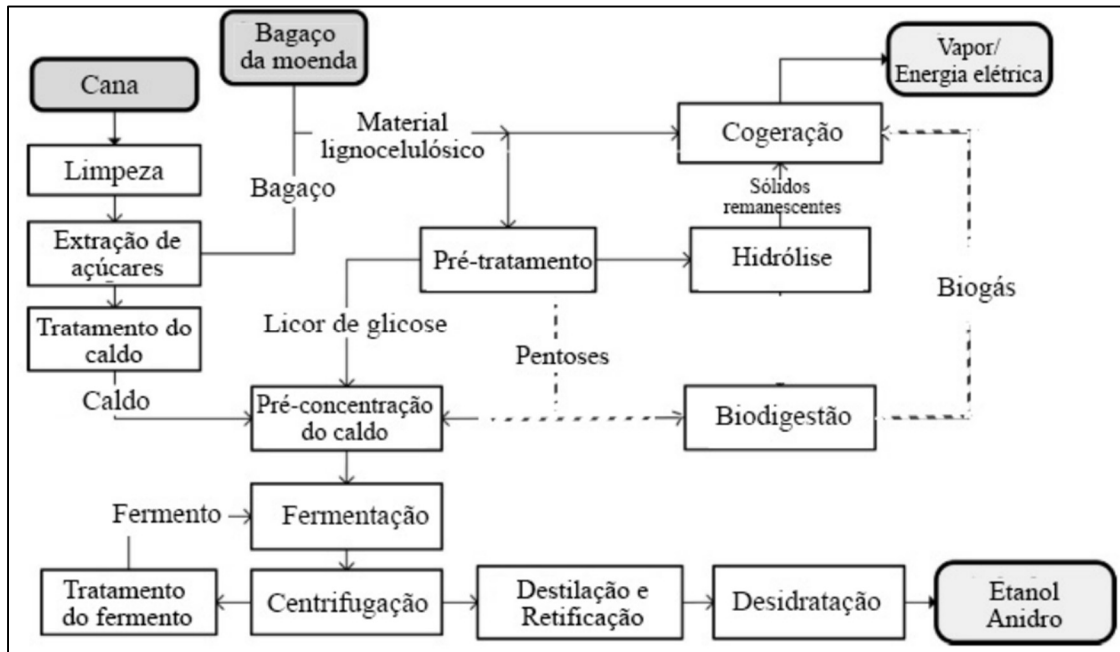 Bagaço
da moenda
Vapor/
Energia elétrica
Cana
Material
lignocelulósico
Cogeração
Limpeza
Bagaço
Sólidos
remanescentes
Extração de
açúcares
Pré-tratamento
Hidrólise
Biogás
Licor de glicose
Tratamento do
caldo
Pentoses
Caldo
Pré-concentração
do caldo
Biodigestão
Fermento
Fermentação
Tratamento
do fermento
Centrifugação
Destilação e
Retificação
Desidratação
Etanol
Anidro